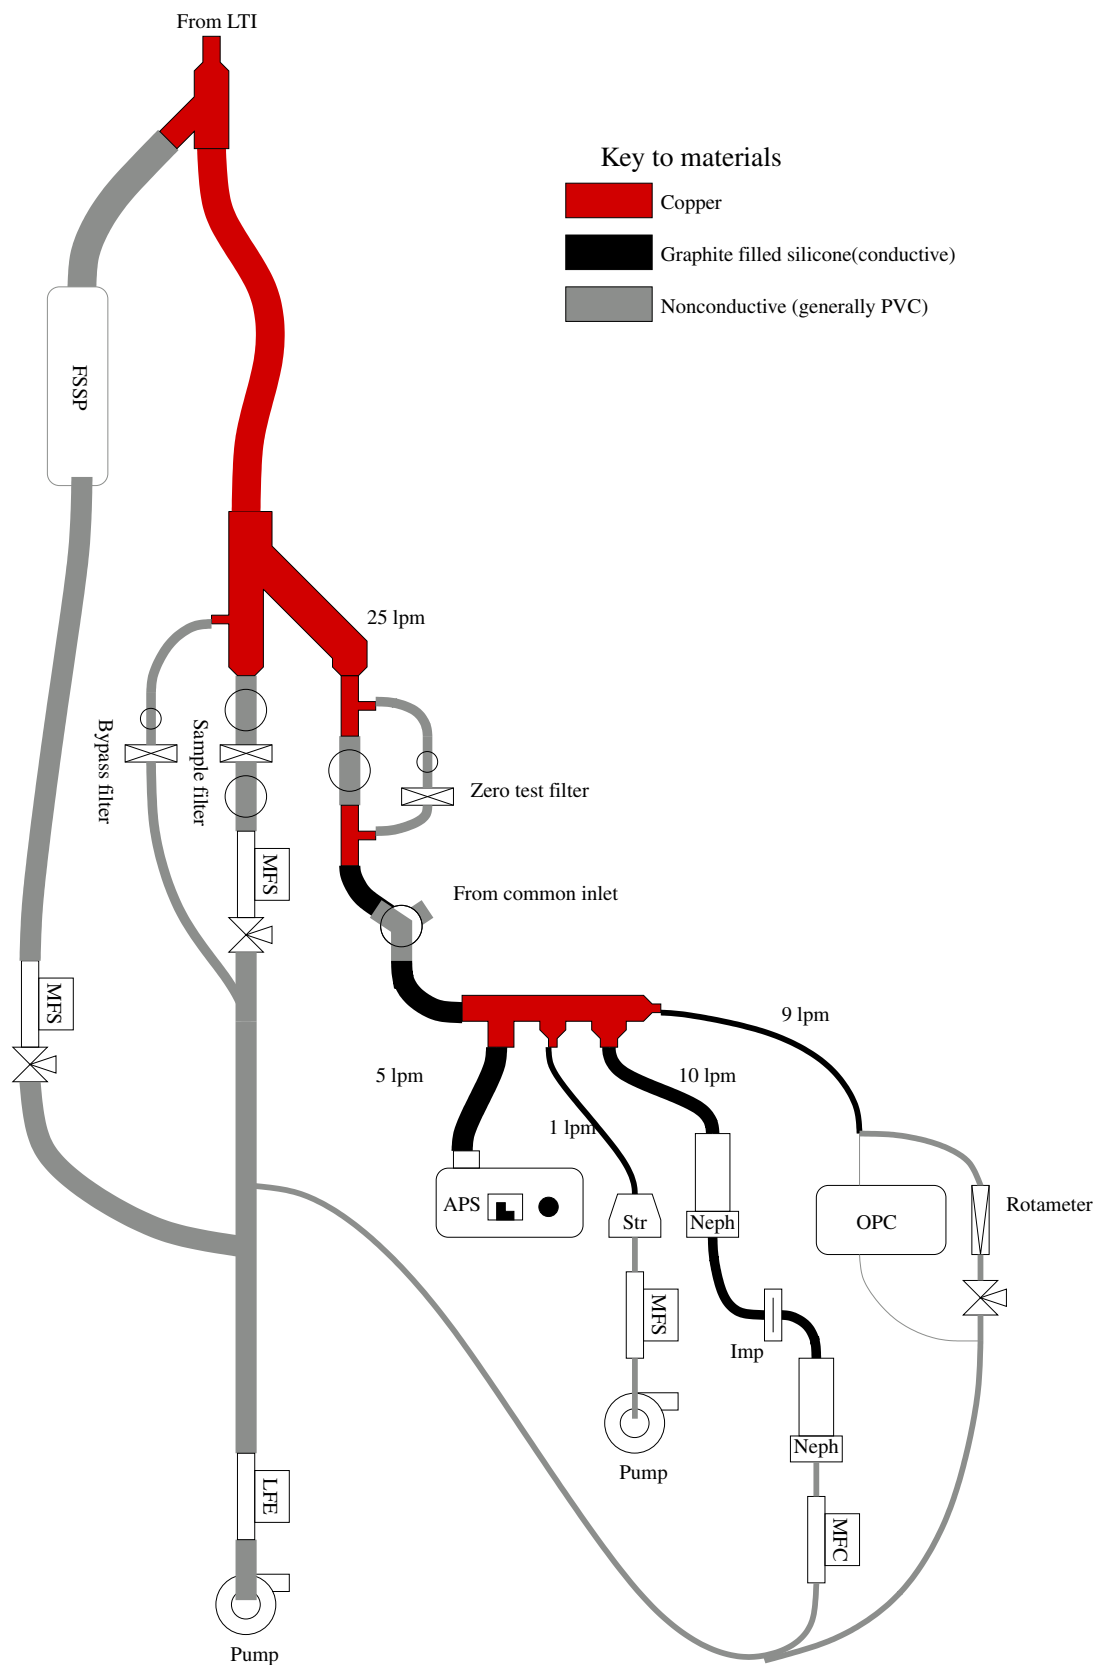 From LTI
Key to materials
Copper
Graphite filled silicone(conductive)
Nonconductive (generally PVC)
FSSP
25 lpm
Bypass filter
Sample filter
Zero test filter
MFS
From common inlet
MFS
9 lpm
5 lpm
10 lpm
1 lpm
APS
Str
Neph
OPC
Rotameter
MFS
Imp
Neph
Pump
LFE
MFC
Pump